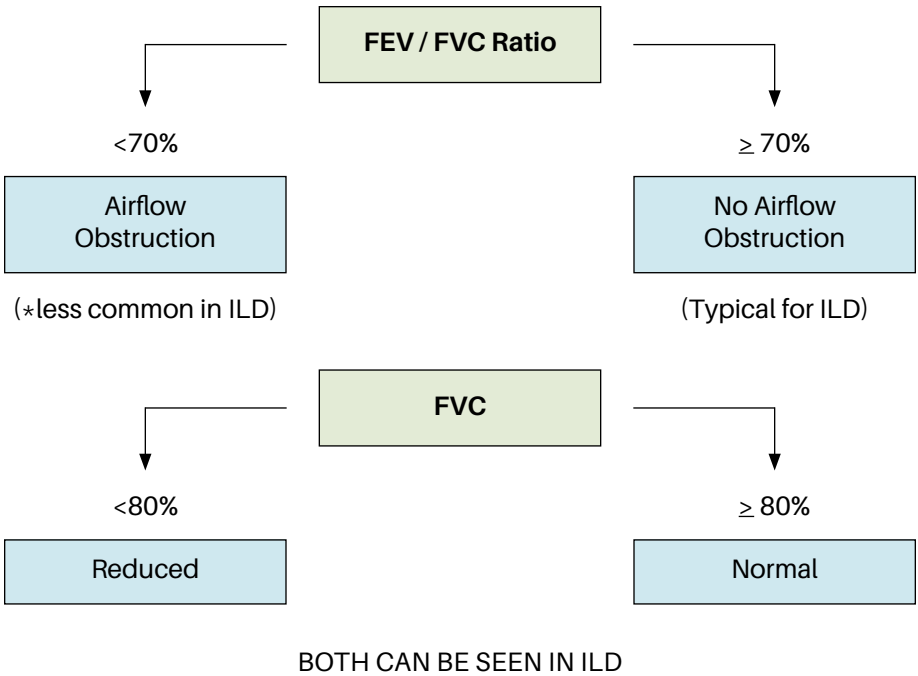 FEV / FVC Ratio
<70%
≥ 70%
Airflow
Obstruction
No Airflow
Obstruction
(*less common in ILD)
(Typical for ILD)
FVC
<80%
≥ 80%
Reduced
Normal
BOTH CAN BE SEEN IN ILD